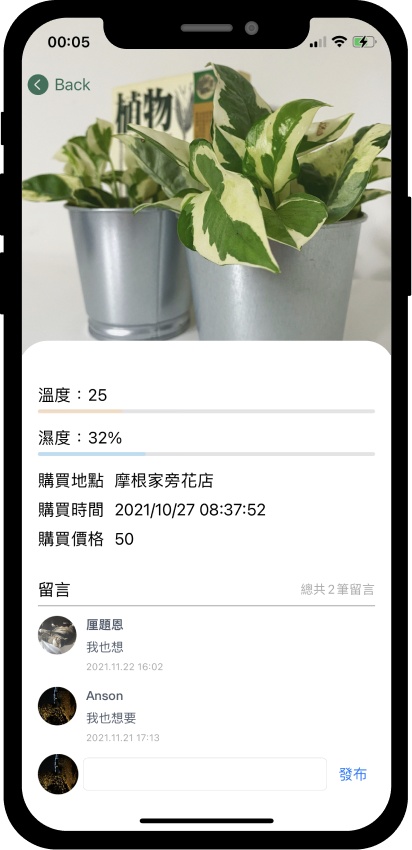 00:05
Back
植物
溫度：25
濕度：32%
購買地點 摩根家旁花店
購買時間 2021/10/27 08:37:52
購買價格 50
留言 總共 2 筆留言
厘題恩
我也想
2021.11.22 16:02
Anson
我也想要
2021.11.21 17:13
發布